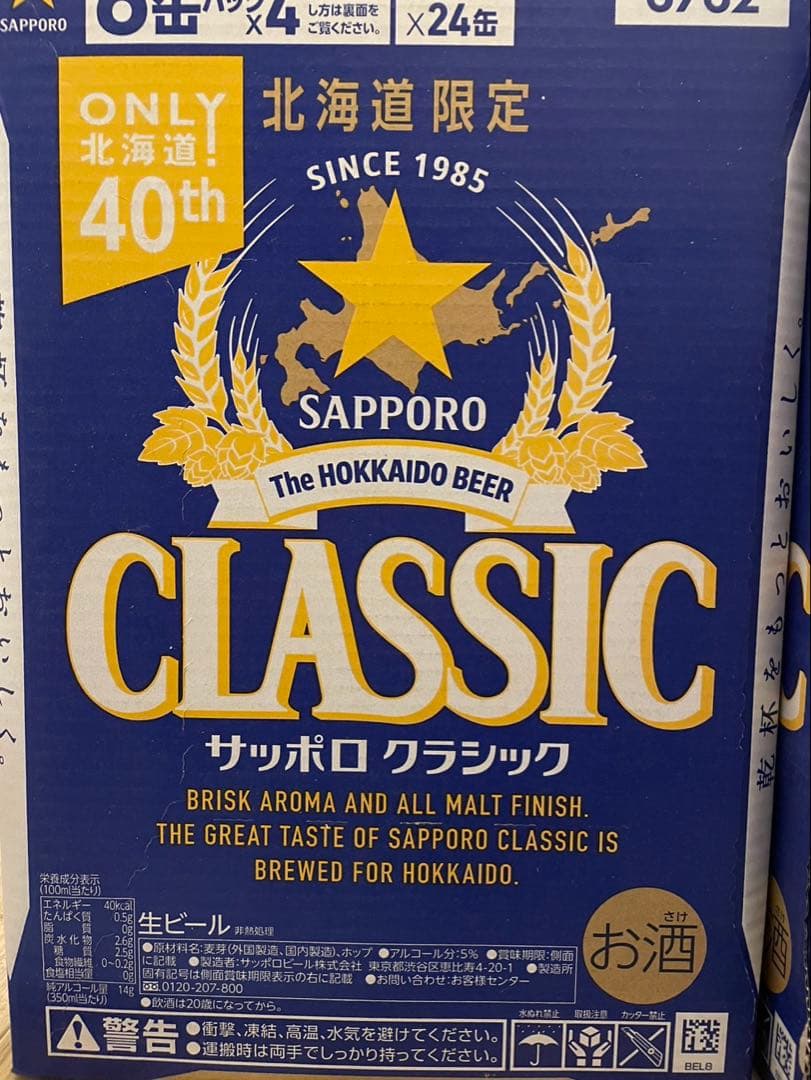 SAPPORO
6缶パック×4
し方は裏面を
ご覧ください。
×24缶
ONLY
北海道!
40th
北海道限定
SINCE 1985
SAPPORO
The HOKKAIDO BEER
CLASSIC
サッポロ クラシック
BRISK AROMA AND ALL MALT FINISH.
THE GREAT TASTE OF SAPPORO CLASSIC IS
BREWED FOR HOKKAIDO.
乾杯をもっとおいしく。
栄養成分表示
(100ml当たり)
エネルギー 40kcal
たんぱく質 0.5g
脂質 0g
炭水化物 2.6g
糖質 2.5g
食物繊維 0~0.2g
食塩相当量 0g
純アルコール量 14g
(350ml当たり)
生ビール 非熱処理
●原材料名:麦芽(外国製造、国内製造)、ホップ ●アルコール分:5% ●賞味期限:側面
に記載 ●製造者:サッポロビール株式会社 東京都渋谷区恵比寿4-20-1 ●製造所
固有記号は側面賞味期限表示の右に記載 ●お問い合わせ:お客様センター
0120-207-800
●飲酒は20歳になってから。
さけ
お酒
警告
●衝撃、凍結、高温、水気を避けてください。
●運搬時は両手でしっかり持ってください。
水ぬれ禁止 取扱注意 カッター禁止
BEL8